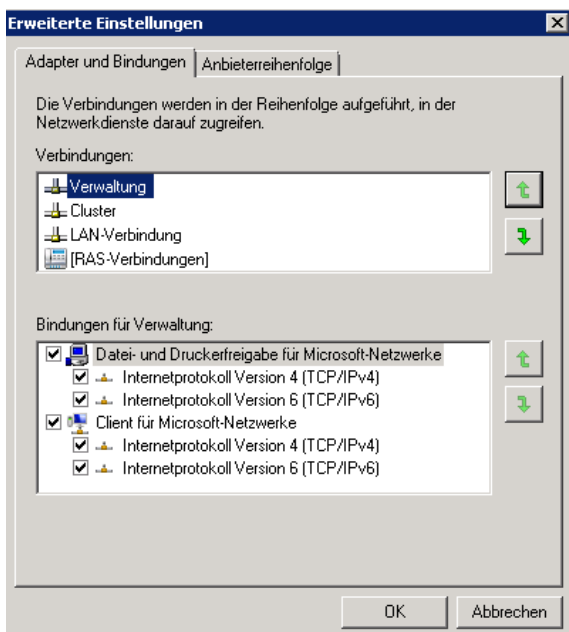 Erweiterte Einstellungen
Adapter und Bindungen
Anbieterreihenfolge
Die Verbindungen werden in der Reihenfolge aufgeführt, in der
Netzwerkdienste darauf zugreifen.
Verbindungen:
Verwaltung
Cluster
LAN-Verbindung
[RAS-Verbindungen]
Bindungen für Verwaltung:
Datei- und Druckerfreigabe für Microsoft-Netzwerke
Internetprotokoll Version 4 (TCP/IPv4)
Internetprotokoll Version 6 (TCP/IPv6)
Client für Microsoft-Netzwerke
Internetprotokoll Version 4 (TCP/IPv4)
Internetprotokoll Version 6 (TCP/IPv6)
OK
Abbrechen